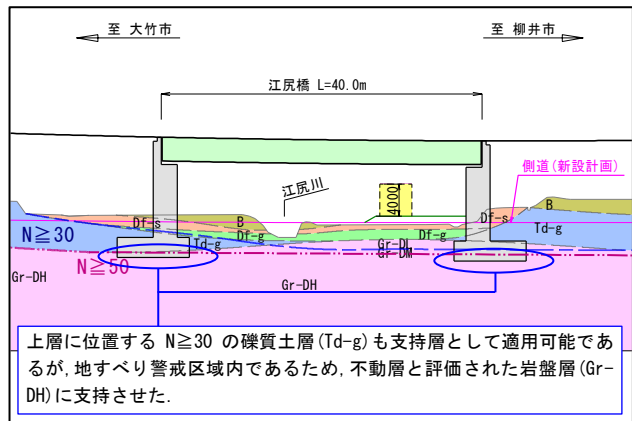 至 大竹市
至 柳井市
江尻橋 L=40.0m
側道(新設計画)
江尻川
4000
B
Df-s
B
Df-s
Td-g
N≧30
Df-g
Td-g
Df-g
Gr-DL
Gr-DM
N≧50
Gr-DH
Gr-DH
上層に位置する N≧30 の礫質土層(Td-g)も支持層として適用可能であ
るが,地すべり警戒区域内であるため,不動層と評価された岩盤層(Gr-
DH)に支持させた.